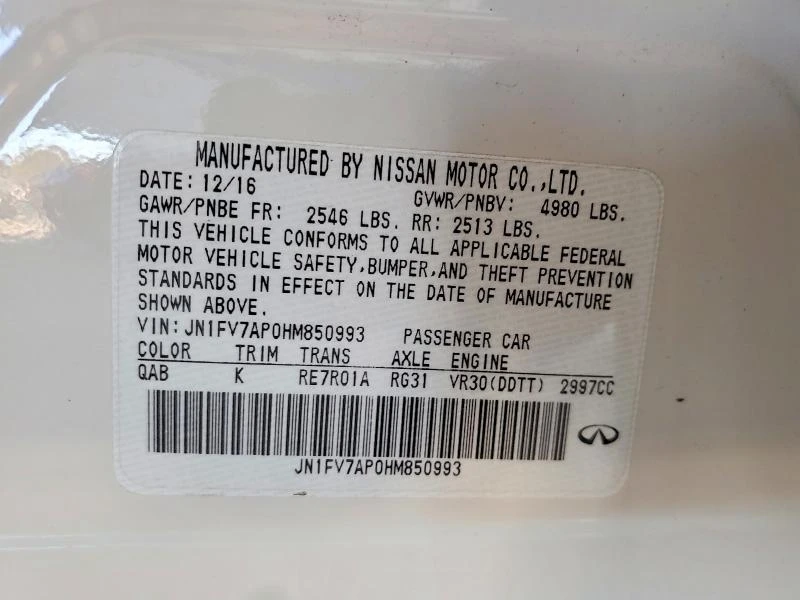 MANUFACTURED BY NISSAN MOTOR CO.,LTD.
DATE: 12/16 GVWR/PNBV: 4980 LBS.
GAWR/PNBE FR: 2546 LBS. RR: 2513 LBS.
THIS VEHICLE CONFORMS TO ALL APPLICABLE FEDERAL
MOTOR VEHICLE SAFETY,BUMPER,AND THEFT PREVENTION
STANDARDS IN EFFECT ON THE DATE OF MANUFACTURE
SHOWN ABOVE.
VIN:JN1FV7AP0HM850993 PASSENGER CAR
COLOR TRIM TRANS AXLE ENGINE
QAB K RE7R01A RG31 VR30(DDTT) 2997CC
JN1FV7AP0HM850993